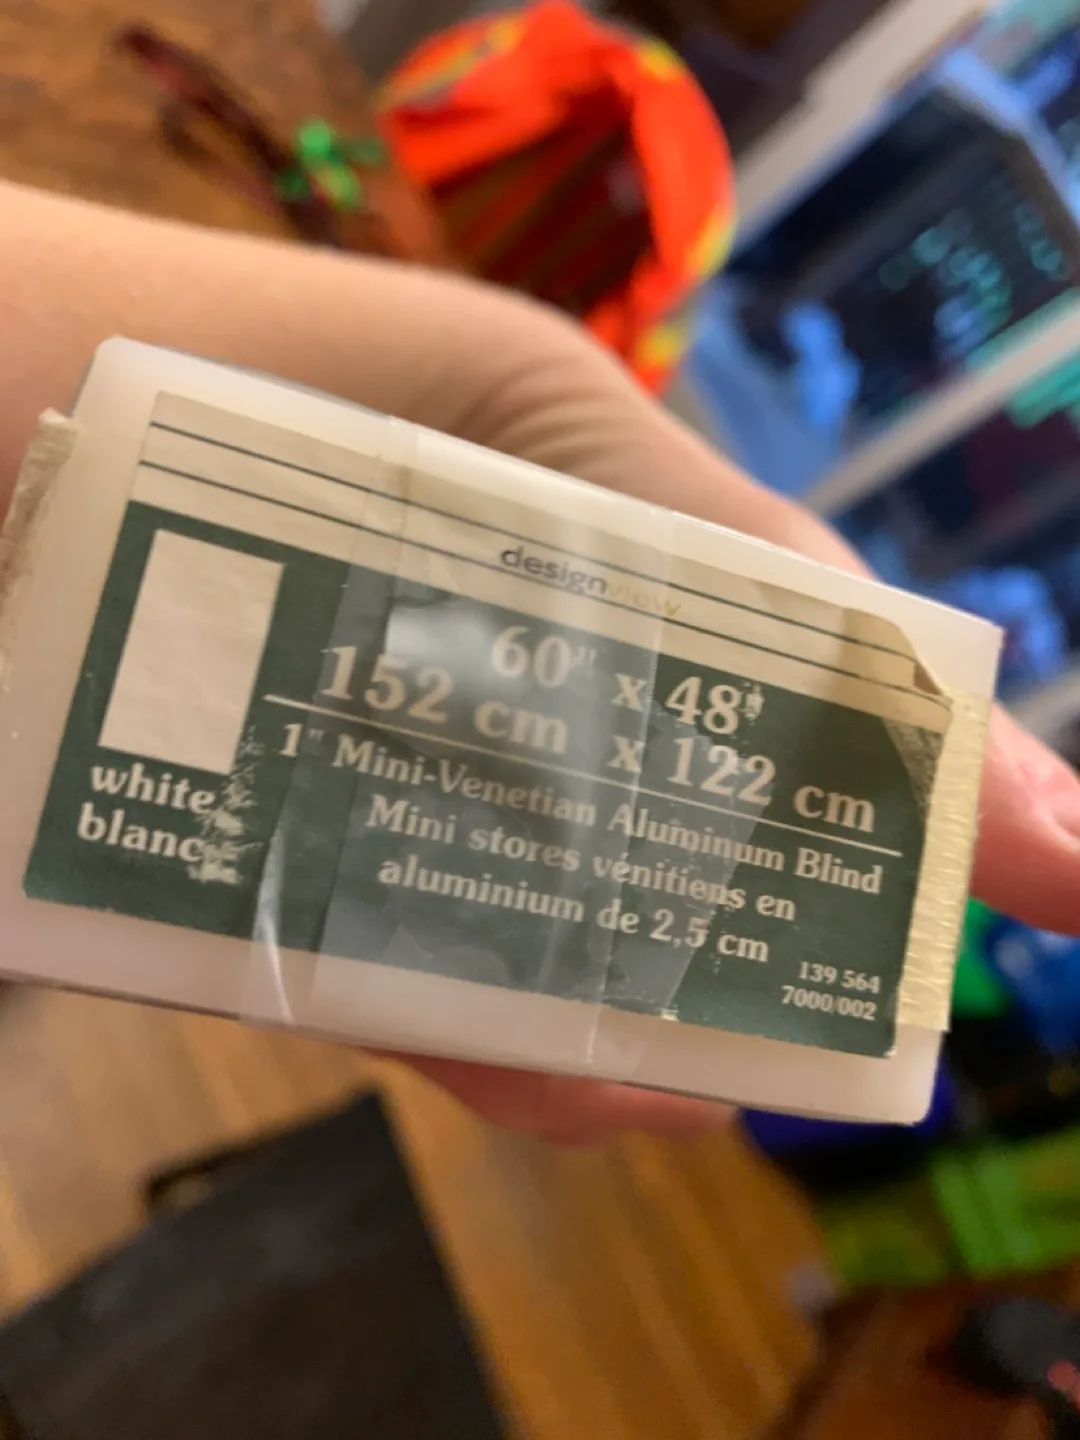 designview
60" x 48"
152 cm x 122 cm
1" Mini-Venetian Aluminum Blind
Mini stores vénitiens en
aluminium de 2,5 cm
white
blanc
139 564
7000/002